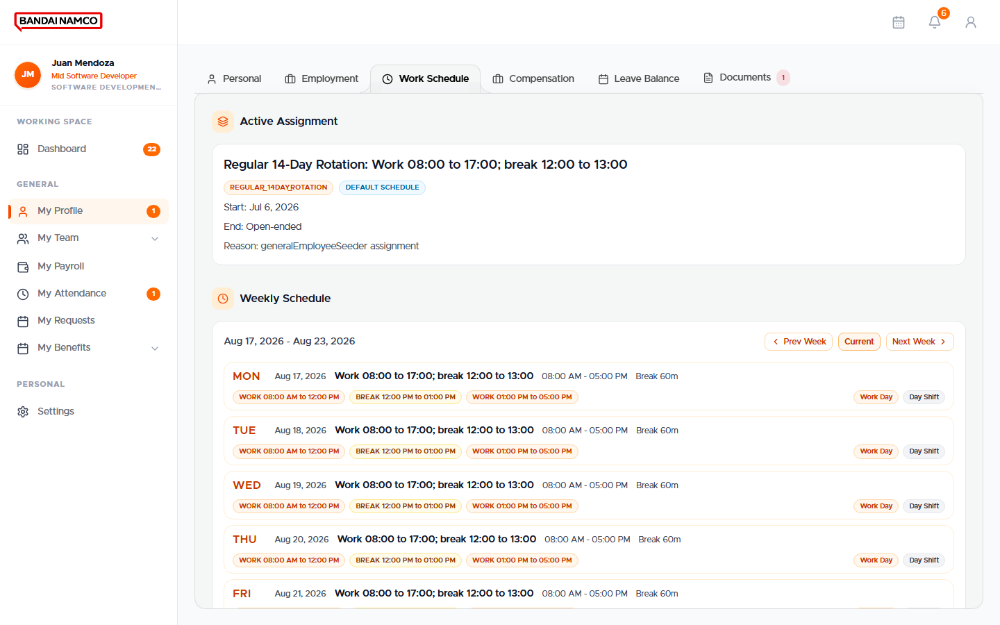 BANDAI NAMCO
6
JM
Juan Mendoza
Mid Software Developer
SOFTWARE DEVELOPMEN...
WORKING SPACE
Dashboard 22
GENERAL
My Profile 1
My Team
My Payroll
My Attendance 1
My Requests
My Benefits
PERSONAL
Settings
Personal Employment Work Schedule Compensation Leave Balance Documents 1
Active Assignment
Regular 14-Day Rotation: Work 08:00 to 17:00; break 12:00 to 13:00
REGULAR_14DAYROTATION DEFAULT SCHEDULE
Start: Jul 6, 2026
End: Open-ended
Reason: generalEmployeeSeeder assignment
Weekly Schedule
Aug 17, 2026 - Aug 23, 2026 Prev Week Current Next Week
MON Aug 17, 2026 Work 08:00 to 17:00; break 12:00 to 13:00 08:00 AM - 05:00 PM Break 60m
WORK 08:00 AM to 12:00 PM BREAK 12:00 PM to 01:00 PM WORK 01:00 PM to 05:00 PM Work Day Day Shift
TUE Aug 18, 2026 Work 08:00 to 17:00; break 12:00 to 13:00 08:00 AM - 05:00 PM Break 60m
WORK 08:00 AM to 12:00 PM BREAK 12:00 PM to 01:00 PM WORK 01:00 PM to 05:00 PM Work Day Day Shift
WED Aug 19, 2026 Work 08:00 to 17:00; break 12:00 to 13:00 08:00 AM - 05:00 PM Break 60m
WORK 08:00 AM to 12:00 PM BREAK 12:00 PM to 01:00 PM WORK 01:00 PM to 05:00 PM Work Day Day Shift
THU Aug 20, 2026 Work 08:00 to 17:00; break 12:00 to 13:00 08:00 AM - 05:00 PM Break 60m
WORK 08:00 AM to 12:00 PM BREAK 12:00 PM to 01:00 PM WORK 01:00 PM to 05:00 PM Work Day Day Shift
FRI Aug 21, 2026 Work 08:00 to 17:00; break 12:00 to 13:00 08:00 AM - 05:00 PM Break 60m